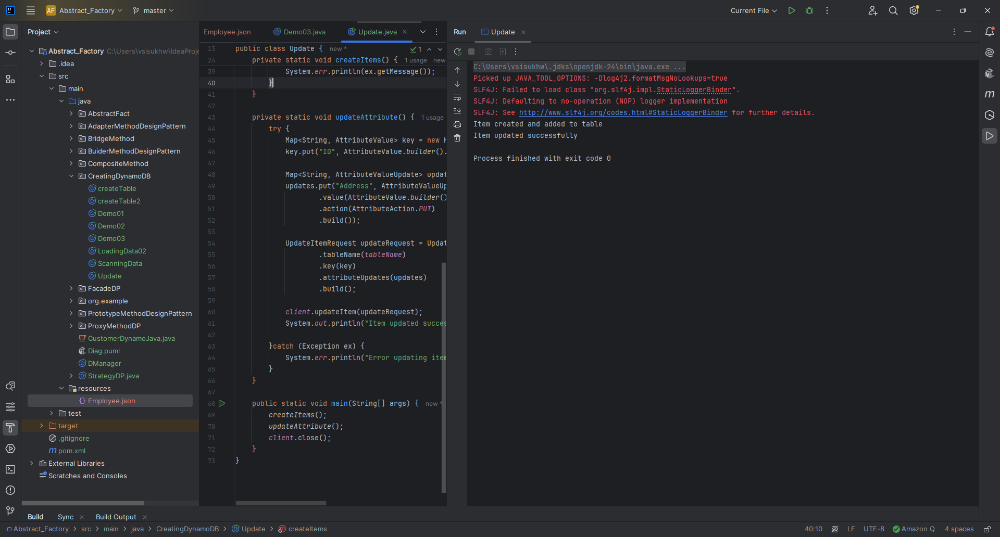 AF Abstract_Factory
master
Current File
Project
Abstract_Factory C:\Users\vsisukhw\IdeaProje
.idea
src
main
java
AbstractFact
AdapterMethodDesignPattern
BridgeMethod
BuiderMethodDesignPattern
CompositeMethod
CreatingDynamoDB
createTable
createTable2
Demo01
Demo02
Demo03
LoadingData02
ScanningData
Update
FacadeDP
org.example
PrototypeMethodDesignPattern
ProxyMethodDP
CustomerDynamoJava.java
Diag.puml
DManager
StrategyDP.java
resources
Employee.json
test
target
.gitignore
pom.xml
External Libraries
Scratches and Consoles
Employee.json Demo03.java Update.java
13 public class Update { new * 1
24 private static void createItems() { 1 usage new
39 System.err.println(ex.getMessage());
40 }
41 }
42
43 private static void updateAttribute() { 1 usage
44 try {
45 Map<String, AttributeValue> key = new H
46 key.put("ID", AttributeValue.builder().
47
48 Map<String, AttributeValueUpdate> updat
49 updates.put("Address", AttributeValueUp
50 .value(AttributeValue.builder()
51 .action(AttributeAction.PUT)
52 .build());
53
54 UpdateItemRequest updateRequest = Updat
55 .tableName(tableName)
56 .key(key)
57 .attributeUpdates(updates)
58 .build();
59
60 client.updateItem(updateRequest);
61 System.out.println("Item updated succes
62
63 }catch (Exception ex) {
64 System.err.println("Error updating item
65 }
66 }
67
68 public static void main(String[] args) { new *
69 createItems();
70 updateAttribute();
71 client.close();
72 }
73 }
Run Update
C:\Users\vsisukhw\.jdks\openjdk-24\bin\java.exe ...
Picked up JAVA_TOOL_OPTIONS: -Dlog4j2.formatMsgNoLookups=true
SLF4J: Failed to load class "org.slf4j.impl.StaticLoggerBinder".
SLF4J: Defaulting to no-operation (NOP) logger implementation
SLF4J: See http://www.slf4j.org/codes.html#StaticLoggerBinder for further details.
Item created and added to table
Item updated successfully
Process finished with exit code 0
Build Sync Build Output
Abstract_Factory > src > main > java > CreatingDynamoDB > Update > createItems
40:10 LF UTF-8 Amazon Q 4 spaces